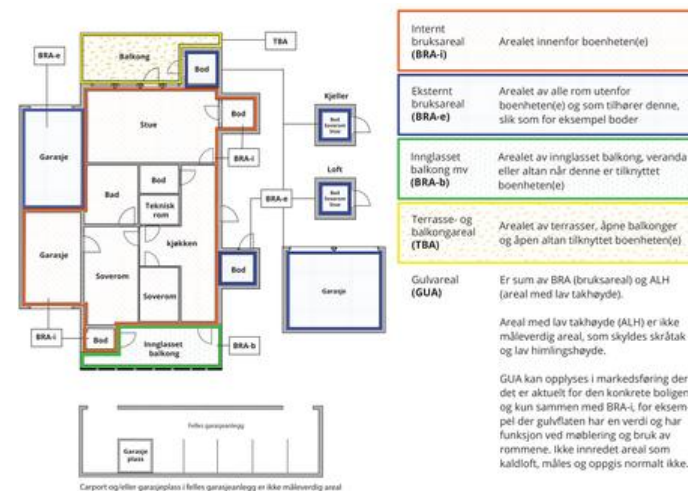 TBA
BRA-e
Balkong
Bod
Kjeller
Stue
Bod
Bod
Soverom
Stue
Garasje
BRA-i
Loft
Bad
Bod
Teknisk
rom
BRA-e
Bod
Soverom
Stue
kjøkken
Garasje
Soverom
Bod
Garasje
Soverom
BRA-i
Bod
Innglasset
balkong
BRA-b
Felles garasjeanlegg
Garasje
plass
Carport og/eller garasjeplass i felles garasjeanlegg er ikke måleverdig areal
Internt
bruksareal
(BRA-i)
Arealet innenfor boenheten(e)
Eksternt
bruksareal
(BRA-e)
Arealet av alle rom utenfor
boenheten(e) og som tilhører denne,
slik som for eksempel boder
Innglasset
balkong mv
(BRA-b)
Arealet av innglasset balkong, veranda
eller altan når denne er tilknyttet
boenheten(e)
Terrasse- og
balkongareal
(TBA)
Arealet av terrasser, åpne balkonger
og åpen altan tilknyttet boenheten(e)
Gulvareal
(GUA)
Er sum av BRA (bruksareal) og ALH
(areal med lav takhøyde).
Areal med lav takhøyde (ALH) er ikke
måleverdig areal, som skyldes skråtak
og lav himlingshøyde.
GUA kan opplyses i markedsføring der
det er aktuelt for den konkrete boligen
og kun sammen med BRA-i, for eksem-
pel der gulvflaten har en verdi og har
funksjon ved møblering og bruk av
rommene. Ikke innredet areal som
kaldloft, måles og oppgis normalt ikke.